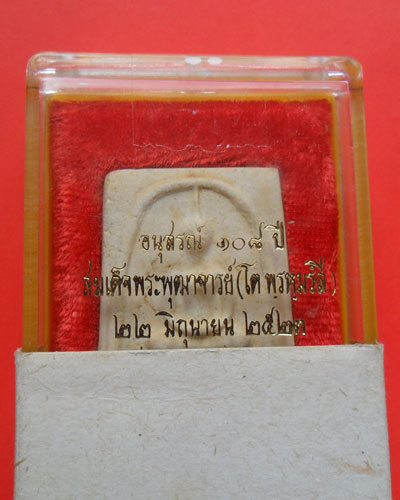 อนุสรณ์ ๑๐๘ ปี
สมเด็จพระพุฒาจารย์ (โต พรหมรังสี)
๒๒ มิถุนายน ๒๕๒๓